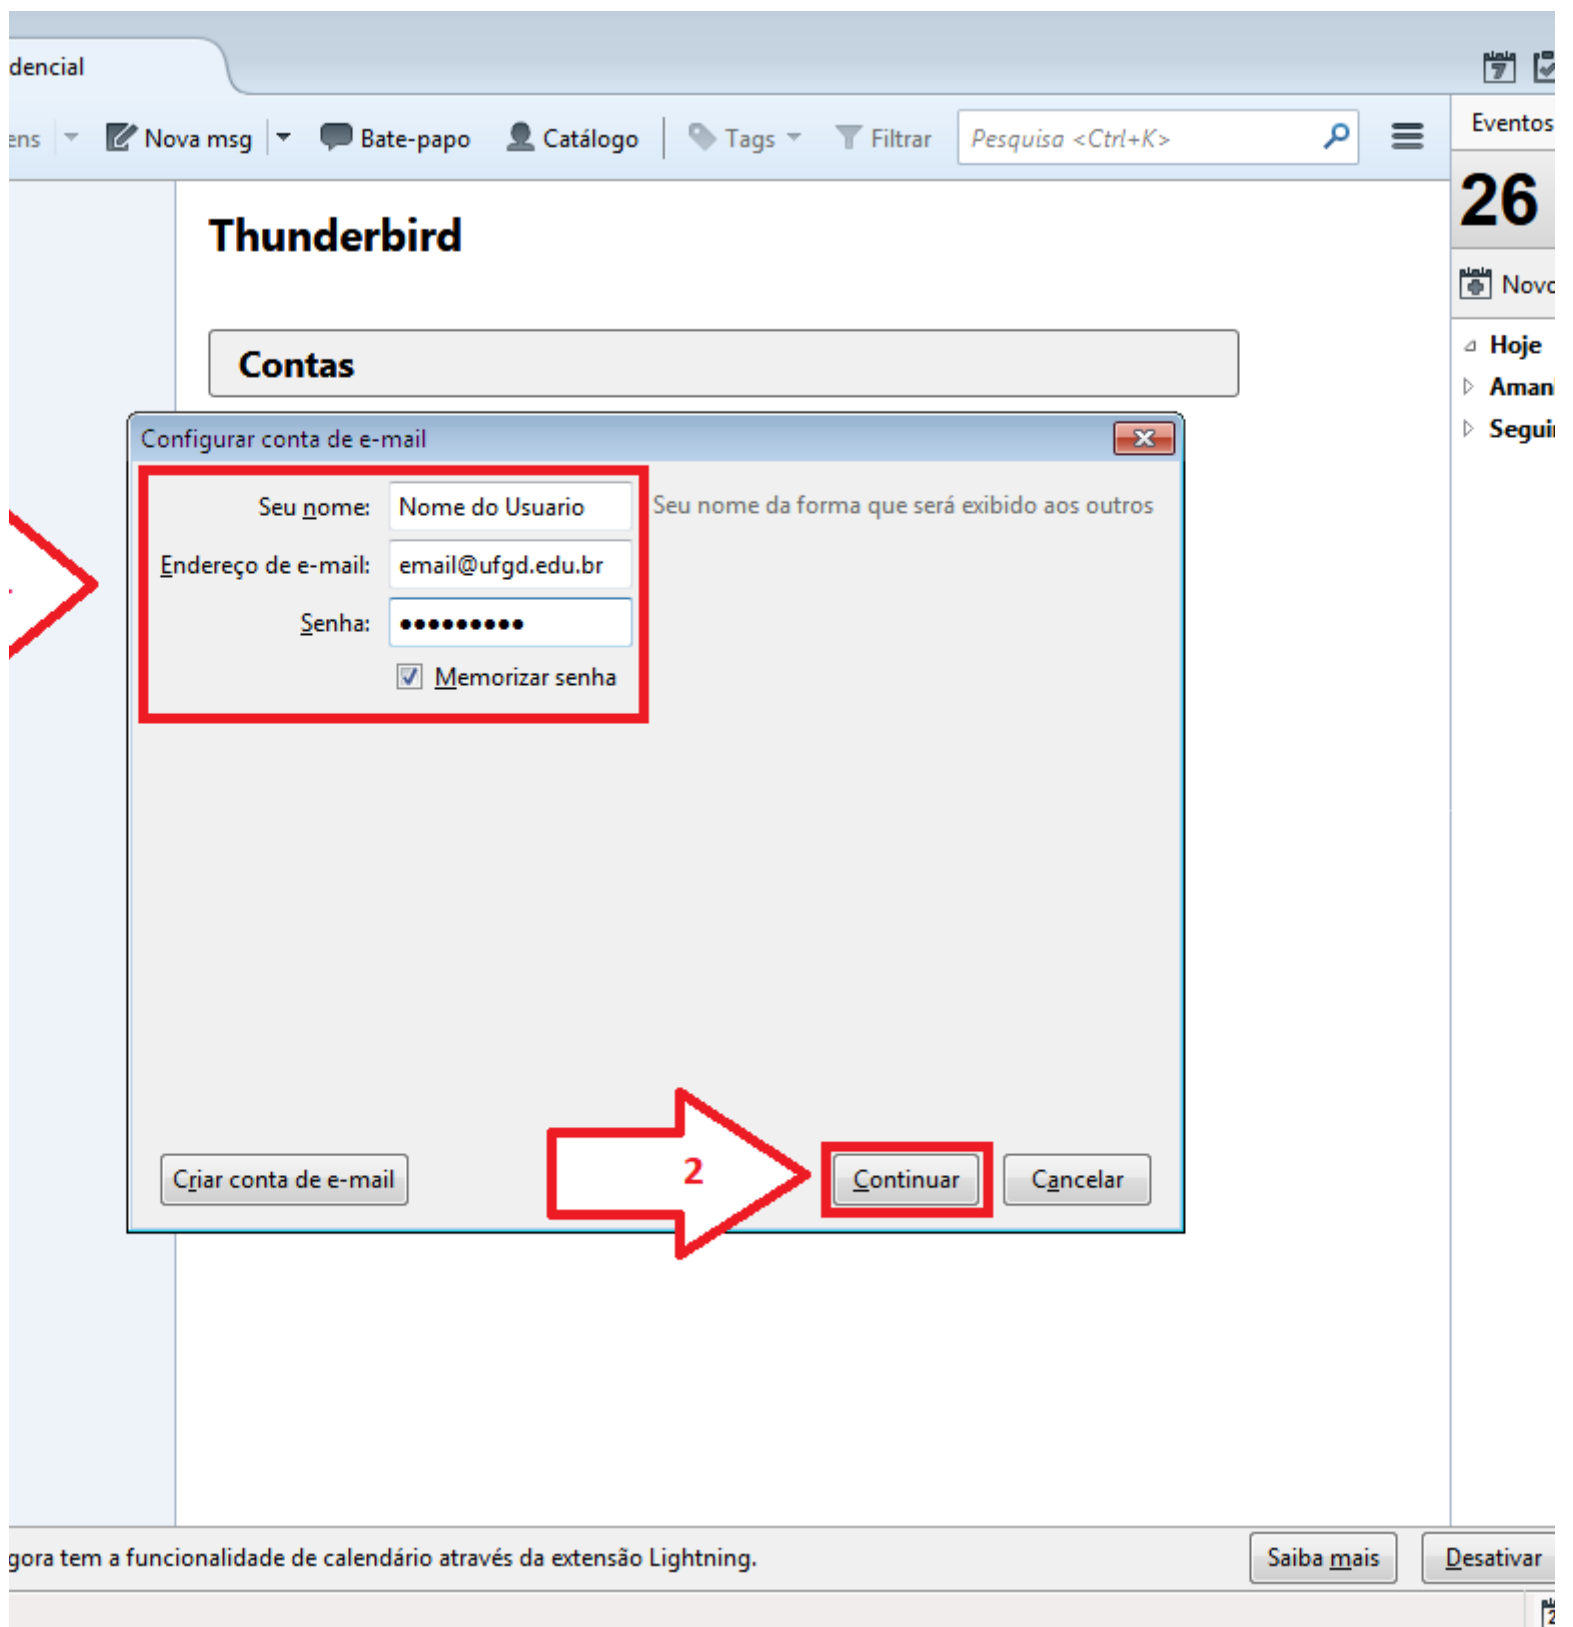 dencial
ens Nova msg Bate-papo Catálogo Tags Filtrar Pesquisa <Ctrl+K>
Eventos
26
Thunderbird
Novo
Contas
Hoje
Configurar conta de e-mail
Seu nome: Nome do Usuario Seu nome da forma que será exibido aos outros
Endereço de e-mail: email@ufgd.edu.br
Senha: •••••••••
Memorizar senha
2
Criar conta de e-mail Continuar Cancelar
gora tem a funcionalidade de calendário através da extensão Lightning. Saiba mais Desativar